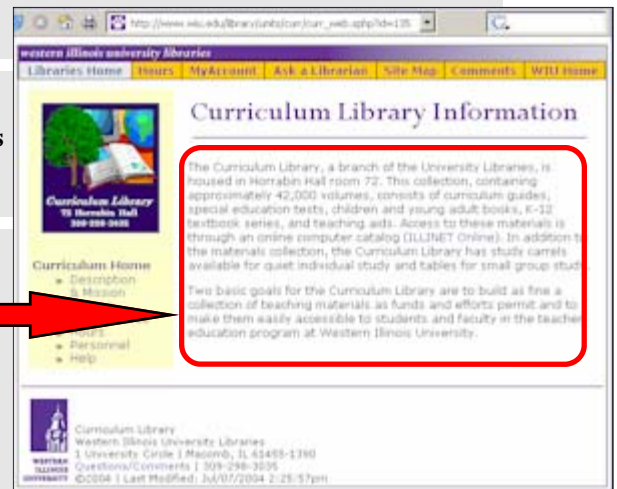 http://www.wiu.edu/library/units/curr/curr_web.sphp?id=135
western illinois university libraries
Libraries Home Hours MyAccount Ask a Librarian Site Map Comments WIU Home
s
Curriculum Library
72 Horrabin Hall
Curriculum Home
Description
& Mission
Hours
Personnel
Help
Curriculum Library Information
The Curriculum Library, a branch of the University Libraries, is
housed in Horrabin Hall room 72. This collection, containing
approximately 42,000 volumes, consists of curriculum guides,
special education tests, children and young adult books, K-12
textbook series, and teaching aids. Access to these materials is
through an online computer catalog (ILLINET Online). In addition to
the materials collection, the Curriculum Library has study carrels
available for quiet individual study and tables for small group study.
Two basic goals for the Curriculum Library are to build as fine a
collection of teaching materials as funds and efforts permit and to
make them easily accessible to students and faculty in the teacher
education program at Western Illinois University.
WESTERN
ILLINOIS
UNIVERSITY
Curriculum Library
Western Illinois University Libraries
1 University Circle | Macomb, IL 61455-1390
Questions/Comments | 309-298-3035
©2004 | Last Modified: Jul/07/2004 2:25:57pm